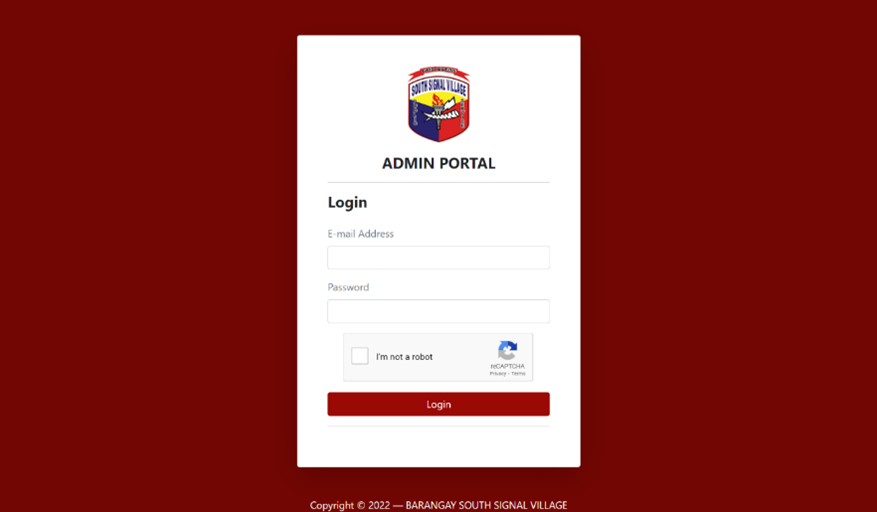 SOUTH SIGNAL VILLAGE
ADMIN PORTAL
Login
E-mail Address
Password
I'm not a robot
reCAPTCHA
Privacy - Terms
Login
Copyright © 2022 — BARANGAY SOUTH SIGNAL VILLAGE